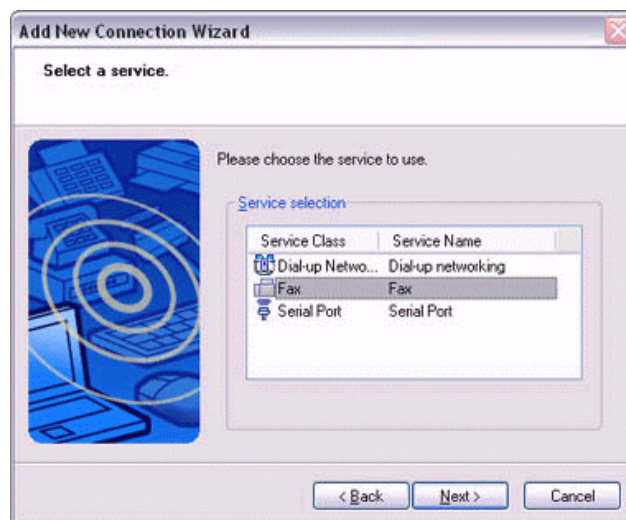 Add New Connection Wizard
Select a service.
Please choose the service to use.
Service selection
Service Class Service Name
Dial-up Netwo... Dial-up networking
Fax Fax
Serial Port Serial Port
< Back Next > Cancel